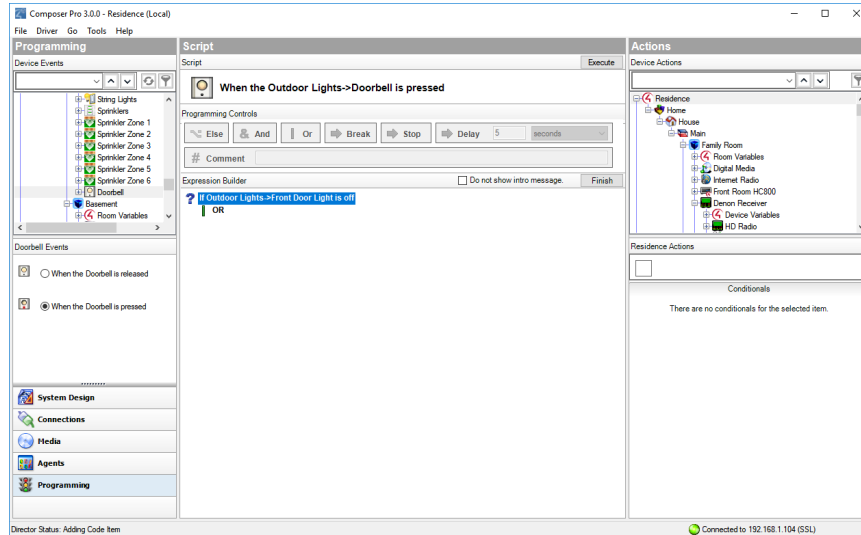 Composer Pro 3.0.0 - Residence (Local)
File Driver Go Tools Help
Programming
Device Events
String Lights
Sprinklers
Sprinkler Zone 1
Sprinkler Zone 2
Sprinkler Zone 3
Sprinkler Zone 4
Sprinkler Zone 5
Sprinkler Zone 6
Doorbell
Basement
Room Variables
Doorbell Events
When the Doorbell is released
When the Doorbell is pressed
System Design
Connections
Media
Agents
Programming
Script
Script Execute
When the Outdoor Lights->Doorbell is pressed
Programming Controls
Else & And Or Break Stop Delay 5 seconds
# Comment
Expression Builder Do not show intro message. Finish
? If Outdoor Lights->Front Door Light is off
OR
Actions
Device Actions
Residence
Home
House
Main
Family Room
Room Variables
Digital Media
Internet Radio
Front Room HC800
Denon Receiver
Device Variables
HD Radio
Residence Actions
Conditionals
There are no conditionals for the selected item.
Director Status: Adding Code Item
Connected to 192.168.1.104 (SSL)